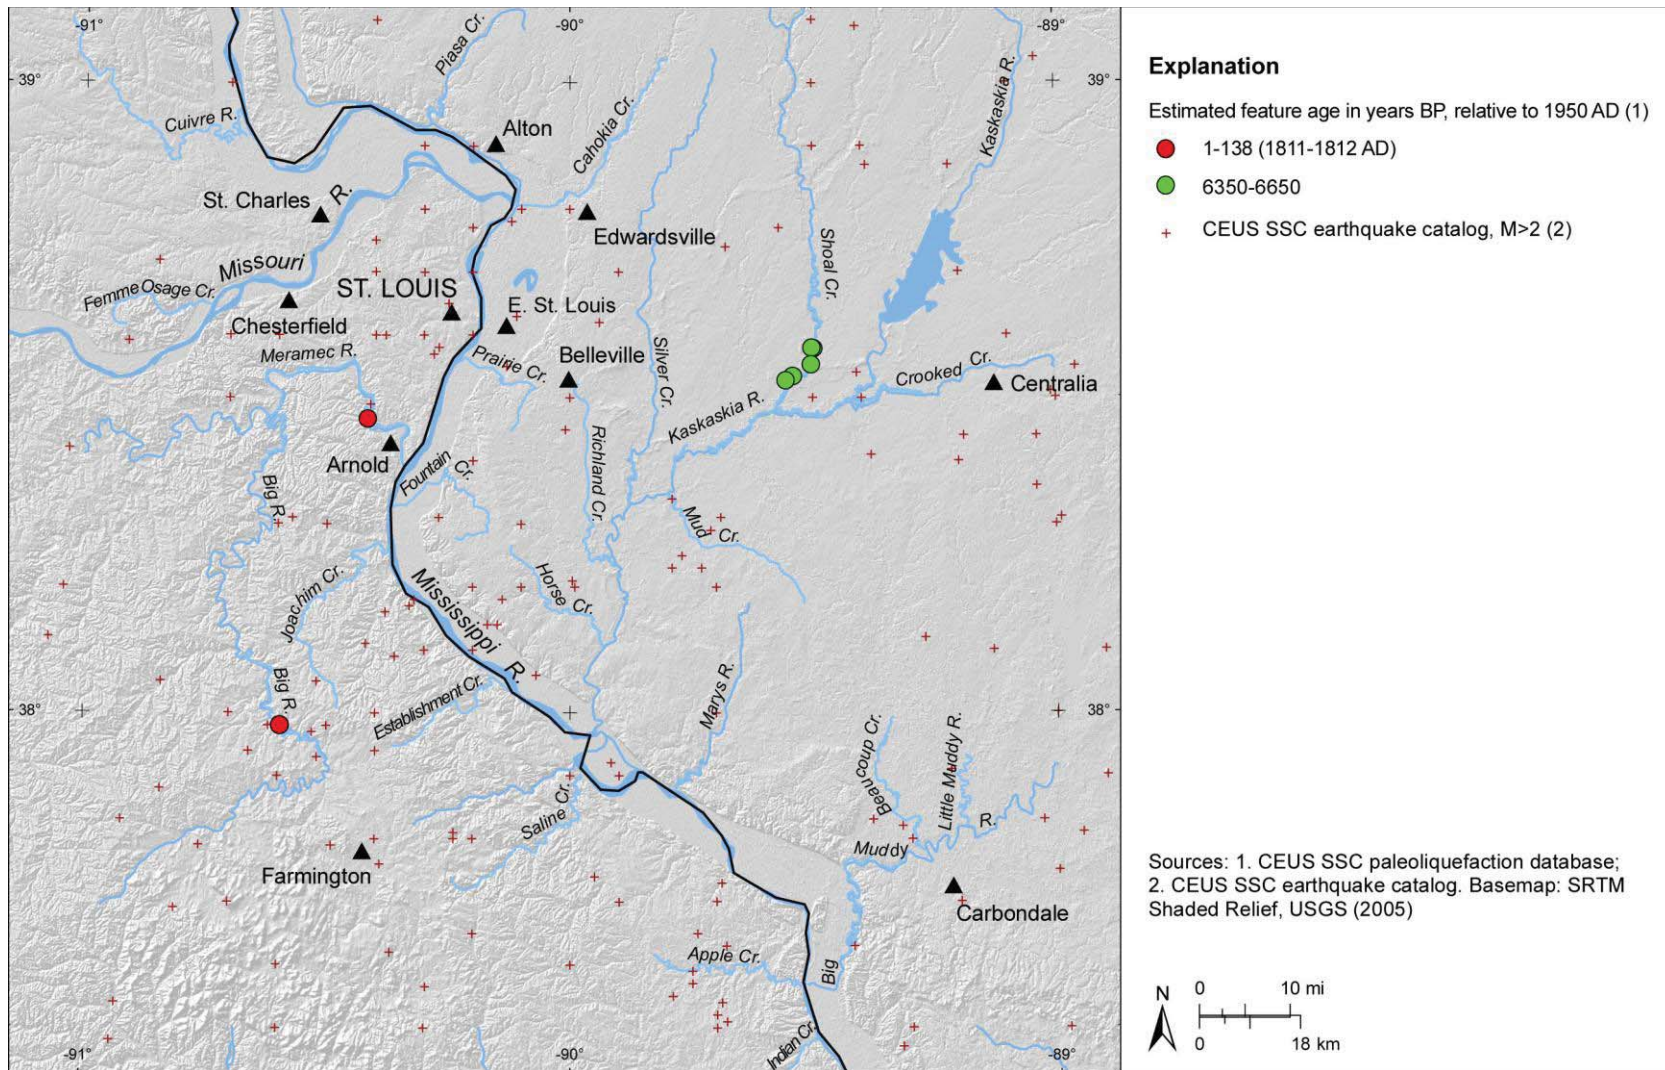 -91°
-90°
-89°
39°
39°
Piasa Cr.
Kaskaskia R.
Cuivre R.
Alton
Cahokia Cr.
St. Charles
R.
Edwardsville
Shoal Cr.
Missouri
Femme Osage Cr.
ST. LOUIS
E. St. Louis
Chesterfield
Meramec R.
Prairie Cr.
Belleville
Silver Cr.
Crooked Cr.
Centralia
Kaskaskia R.
Arnold
Fountain Cr.
Richland Cr.
Big R.
Mud Cr.
Joachim Cr.
Horse Cr.
Mississippi R.
Big R.
Establishment Cr.
Marys R.
38°
38°
Beaucoup Cr.
Little Muddy R.
Saline Cr.
R.
Muddy
Farmington
Carbondale
Apple Cr.
Big
Indian Cr.
-91°
-90°
-89°
Explanation
Estimated feature age in years BP, relative to 1950 AD (1)
1-138 (1811-1812 AD)
6350-6650
CEUS SSC earthquake catalog, M>2 (2)
Sources: 1. CEUS SSC paleoliquefaction database;
2. CEUS SSC earthquake catalog. Basemap: SRTM
Shaded Relief, USGS (2005)
N
0 10 mi
0 18 km